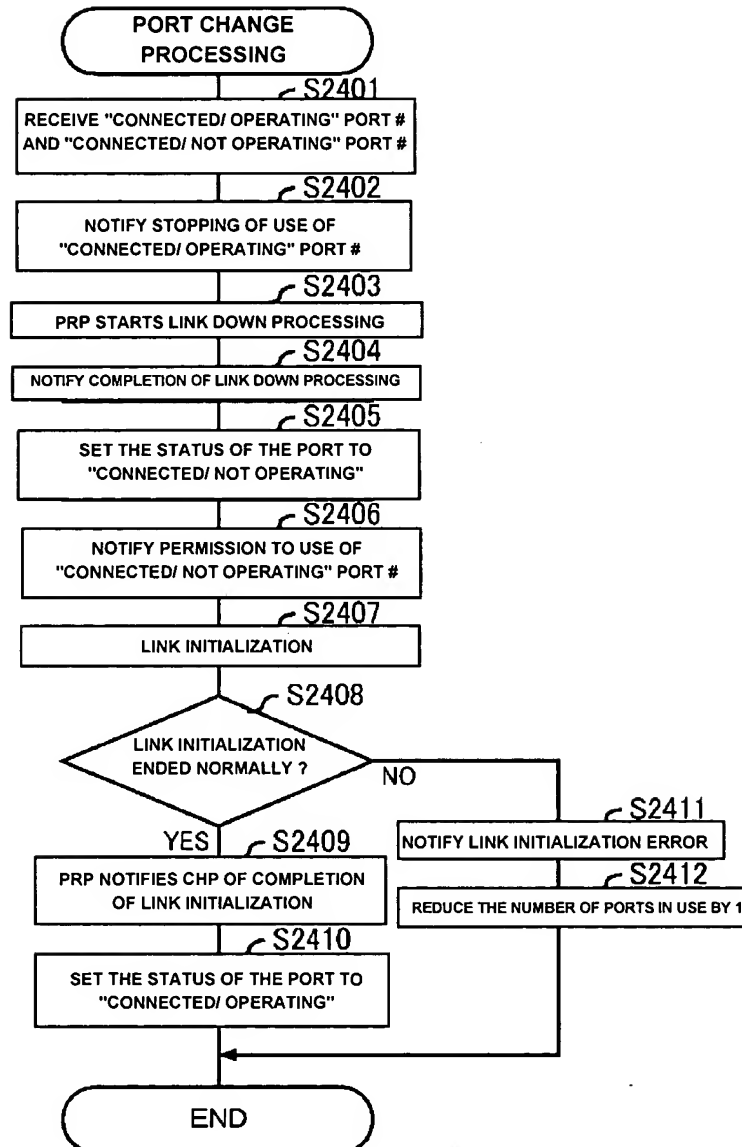 PORT CHANGE
PROCESSING
S2401
RECEIVE "CONNECTED/ OPERATING" PORT #
AND "CONNECTED/ NOT OPERATING" PORT #
S2402
NOTIFY STOPPING OF USE OF
"CONNECTED/ OPERATING" PORT #
S2403
PRP STARTS LINK DOWN PROCESSING
S2404
NOTIFY COMPLETION OF LINK DOWN PROCESSING
S2405
SET THE STATUS OF THE PORT TO
"CONNECTED/ NOT OPERATING"
S2406
NOTIFY PERMISSION TO USE OF
"CONNECTED/ NOT OPERATING" PORT #
S2407
LINK INITIALIZATION
S2408
LINK INITIALIZATION
ENDED NORMALLY ?
NO
YES
S2409
PRP NOTIFIES CHP OF COMPLETION
OF LINK INITIALIZATION
S2410
SET THE STATUS OF THE PORT TO
"CONNECTED/ OPERATING"
S2411
NOTIFY LINK INITIALIZATION ERROR
S2412
REDUCE THE NUMBER OF PORTS IN USE BY 1
END